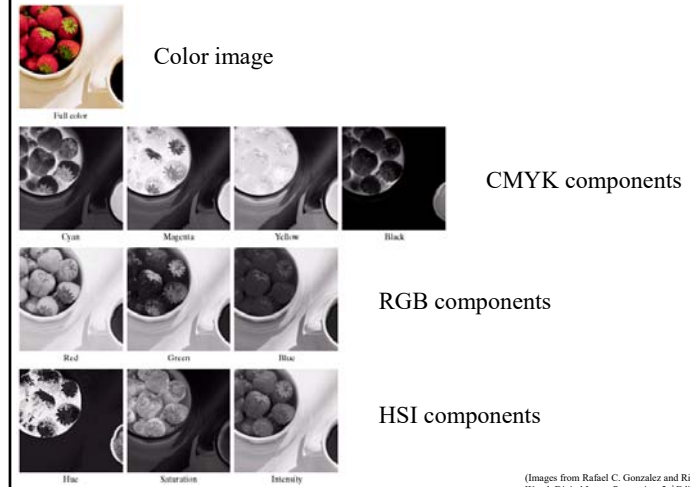 Color image
Full color
CMYK components
Cyan Magenta Yellow Black
RGB components
Red Green Blue
HSI components
Hue Saturation Intensity
(Images from Rafael C. Gonzalez and Ri